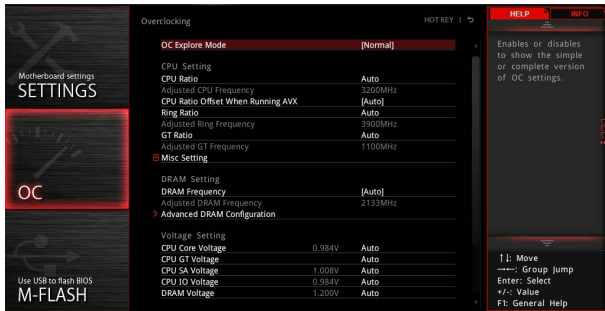 Overclocking
HOT KEY |
OC Explore Mode [Normal]
CPU Setting
CPU Ratio Auto
Adjusted CPU Frequency 3200MHz
CPU Ratio Offset When Running AVX [Auto]
Ring Ratio Auto
Adjusted Ring Frequency 3900MHz
GT Ratio Auto
Adjusted GT Frequency 1100MHz
Misc Setting
DRAM Setting
DRAM Frequency [Auto]
Adjusted DRAM Frequency 2133MHz
Advanced DRAM Configuration
Voltage Setting
CPU Core Voltage 0.984V Auto
CPU GT Voltage Auto
CPU SA Voltage 1.008V Auto
CPU IO Voltage 0.984V Auto
DRAM Voltage 1.200V Auto
Motherboard settings
SETTINGS
OC
Use USB to flash BIOS
M-FLASH
HELP INFO
Enables or disables
to show the simple
or complete version
of OC settings.
↑↓: Move
→←: Group Jump
Enter: Select
+/-: Value
F1: General Help